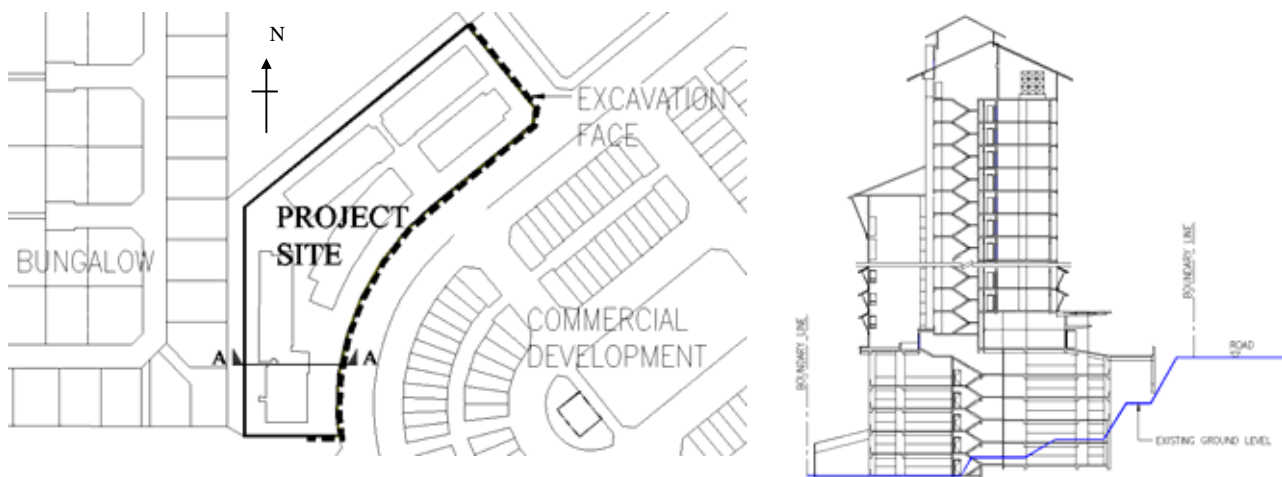 N
EXCAVATION
FACE
PROJECT
SITE
BUNGALOW
COMMERCIAL
DEVELOPMENT
A
A
BOUNDARY LINE
BOUNDARY LINE
ROAD
EXISTING GROUND LEVEL